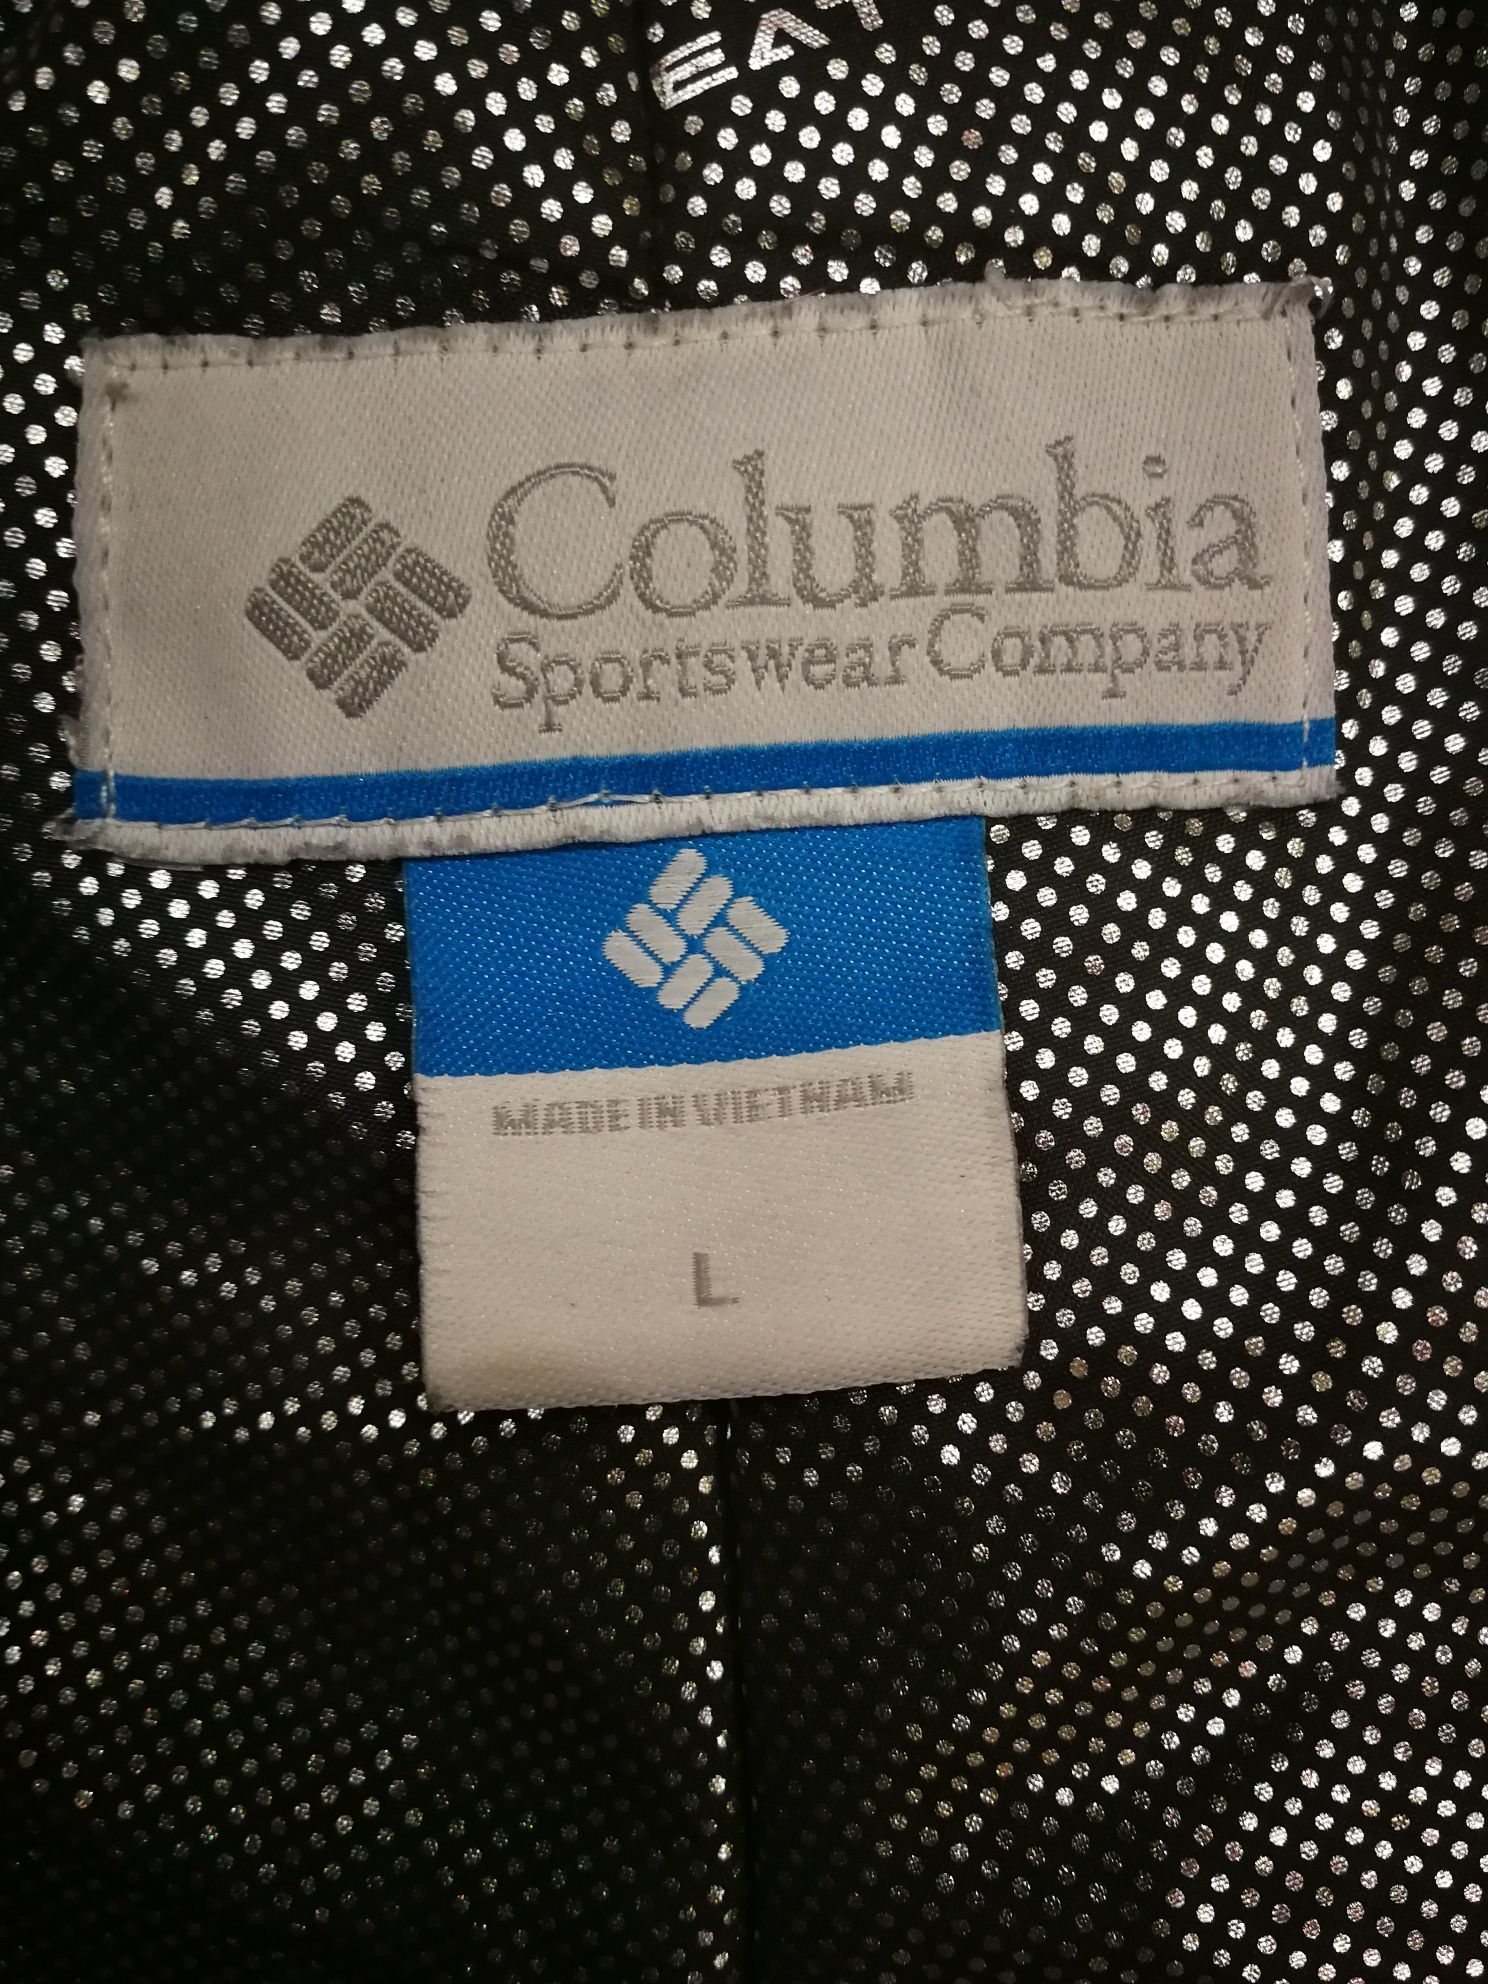 Columbia
Sportswear Company
MADE IN VIETNAM
L